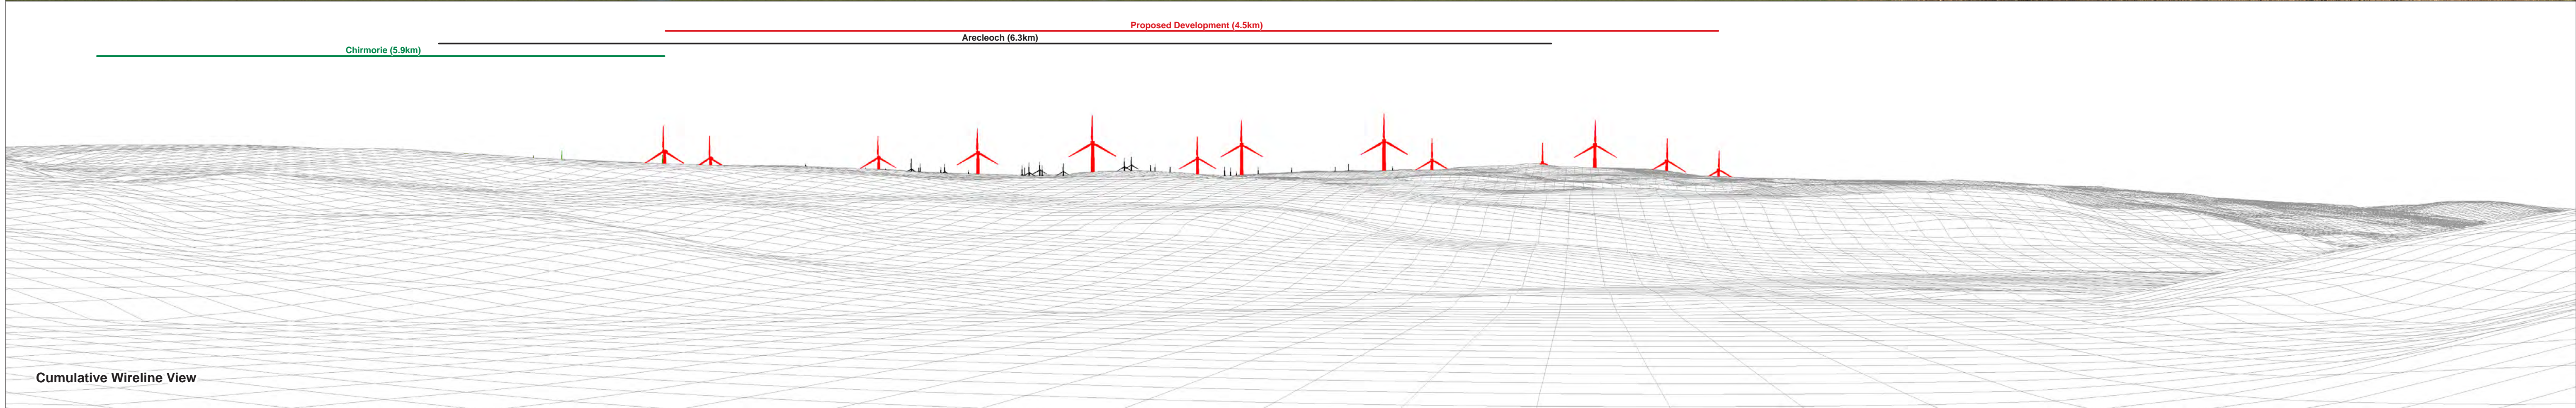 Proposed Development (4.5km)
Arecleoch (6.3km)
Chirmorie (5.9km)
Cumulative Wireline View